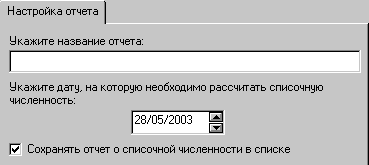 Настройка отчета
Укажите название отчета:
Укажите дату, на которую необходимо рассчитать списочную
численность:
28/05/2003
Сохранять отчет о списочной численности в списке